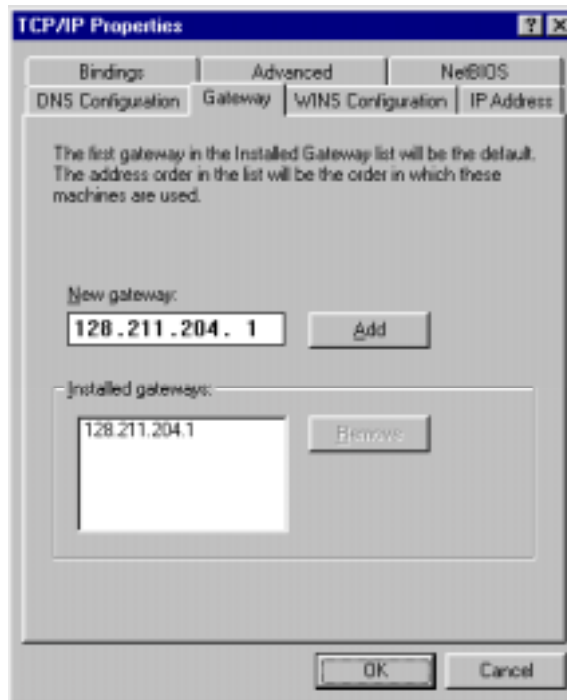 TCP/IP Properties
Bindings
Advanced
NetBIOS
DNS Configuration
Gateway
WINS Configuration
IP Address
The first gateway in the Installed Gateway list will be the default.
The address order in the list will be the order in which these
machines are used.
New gateway:
128.211.204. 1
Add
Installed gateways:
128.211.204.1
Remove
OK
Cancel